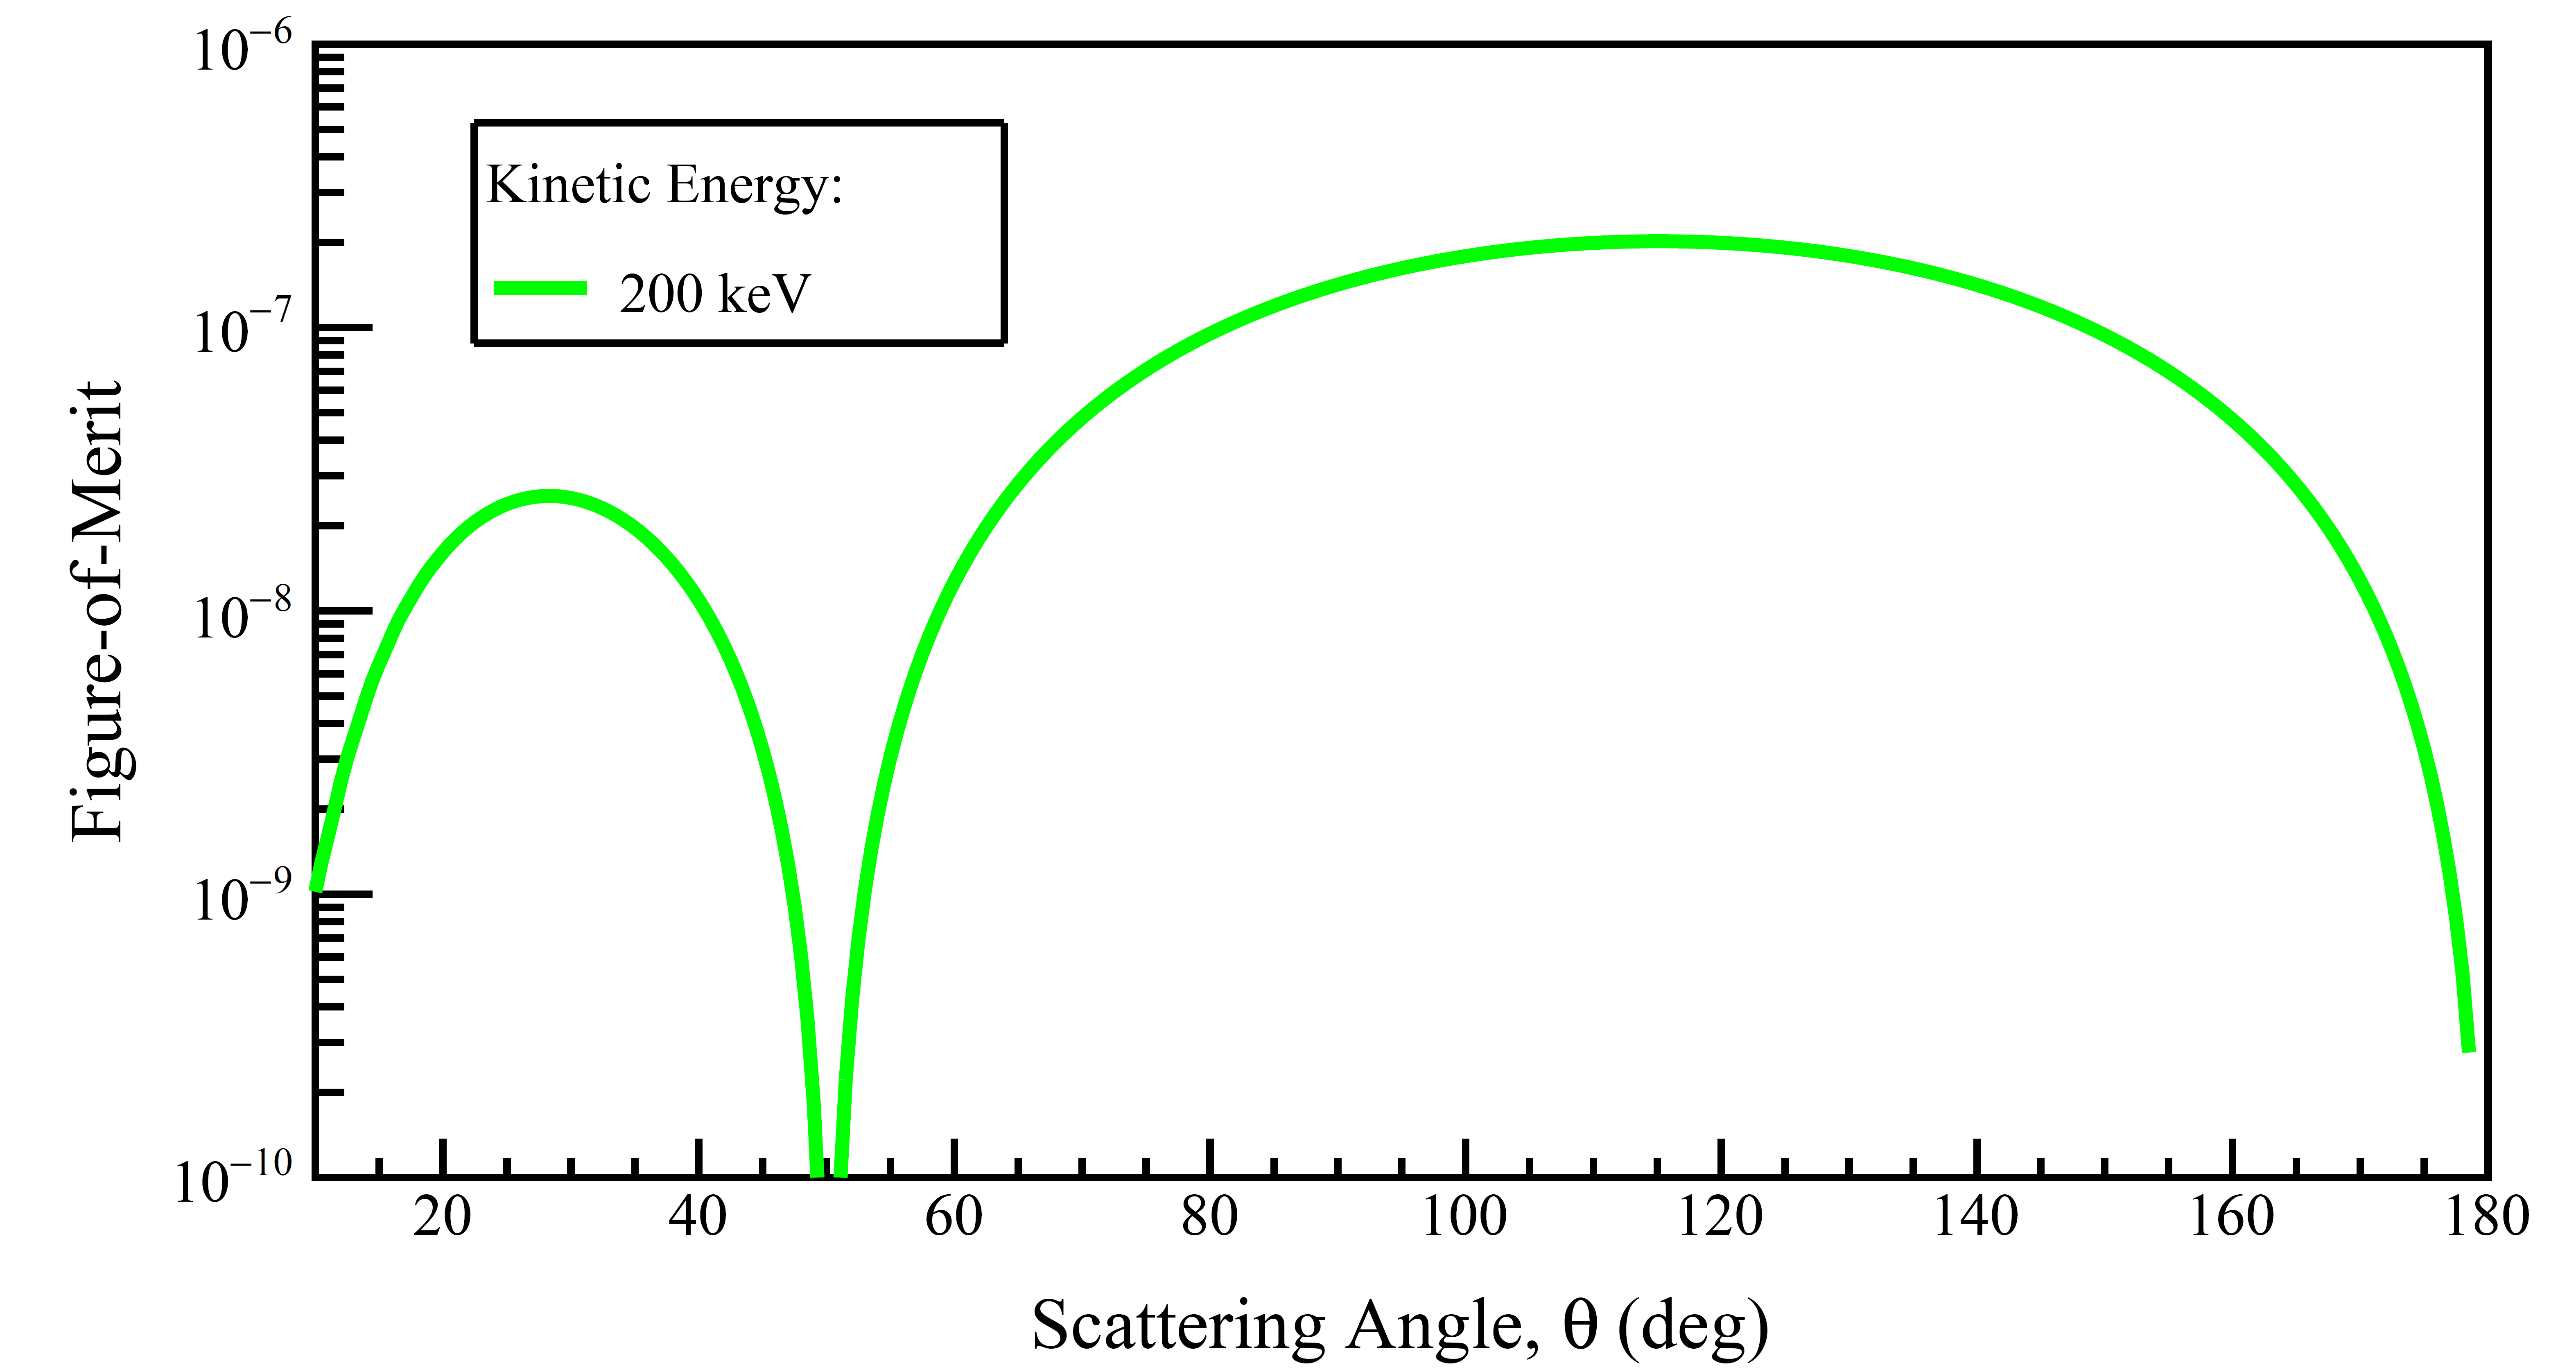 10⁻⁶
Kinetic Energy:
200 keV
10⁻⁷
Figure-of-Merit
10⁻⁸
10⁻⁹
10⁻¹⁰
20 40 60 80 100 120 140 160 180
Scattering Angle, θ (deg)